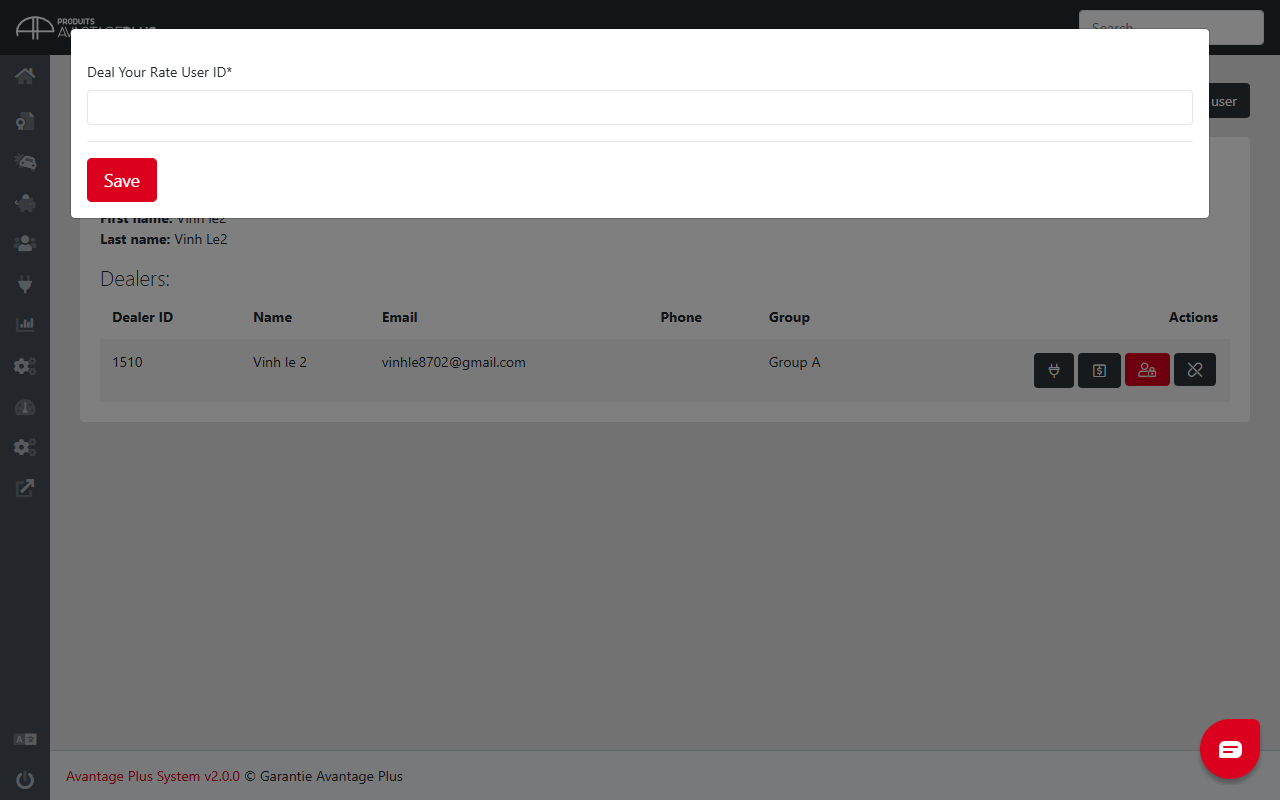 PRODUITS
Search
Deal Your Rate User ID*
user
Save
First name: Vinh le2
Last name: Vinh Le2
Dealers:
Dealer ID Name Email Phone Group Actions
1510 Vinh le 2 vinhle8702@gmail.com Group A
Avantage Plus System v2.0.0 © Garantie Avantage Plus